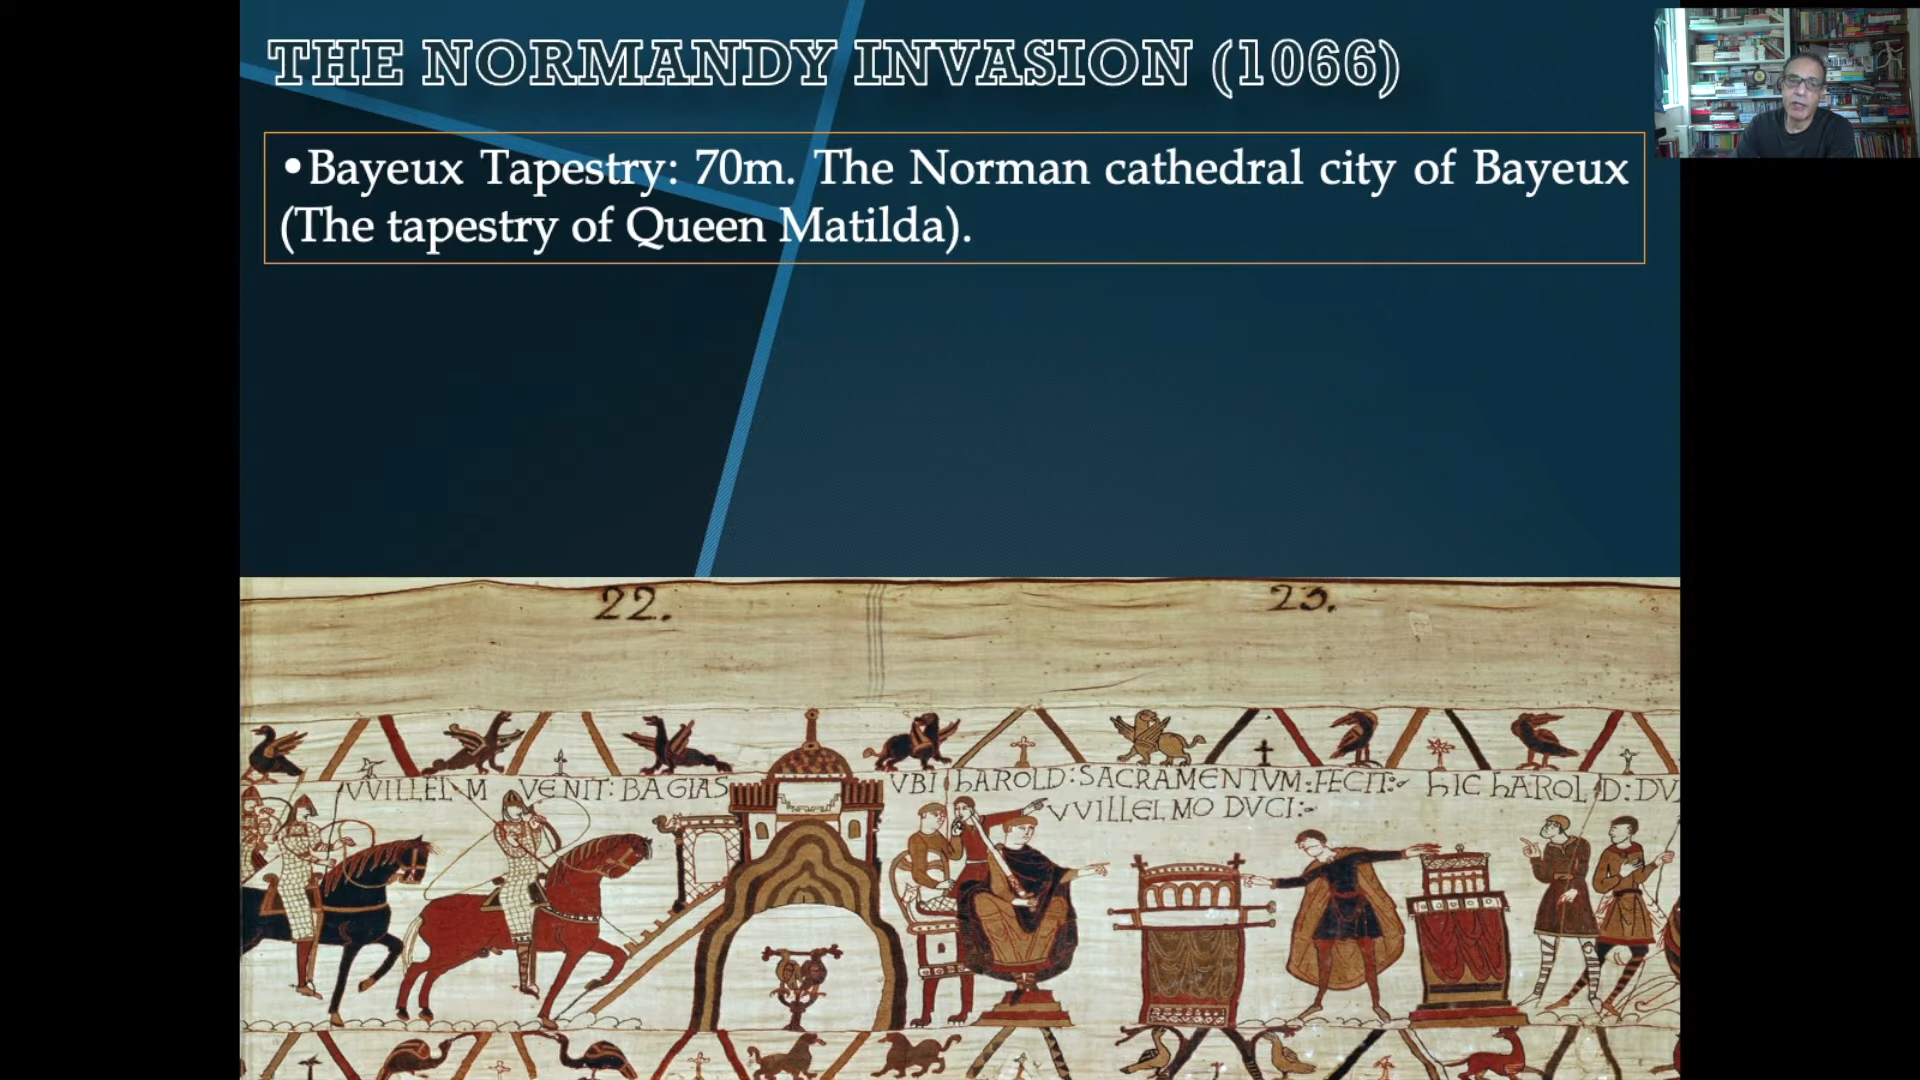 THE NORMANDY INVASION (1066)
•Bayeux Tapestry: 70m. The Norman cathedral city of Bayeux
(The tapestry of Queen Matilda).
22.
23.
VVILLELM VENIT: BAGIAS
VBI hAROLD: SACRAMENTVM: FECIT:
VVILLELMO DVCI:
hIC hAROLD: DV